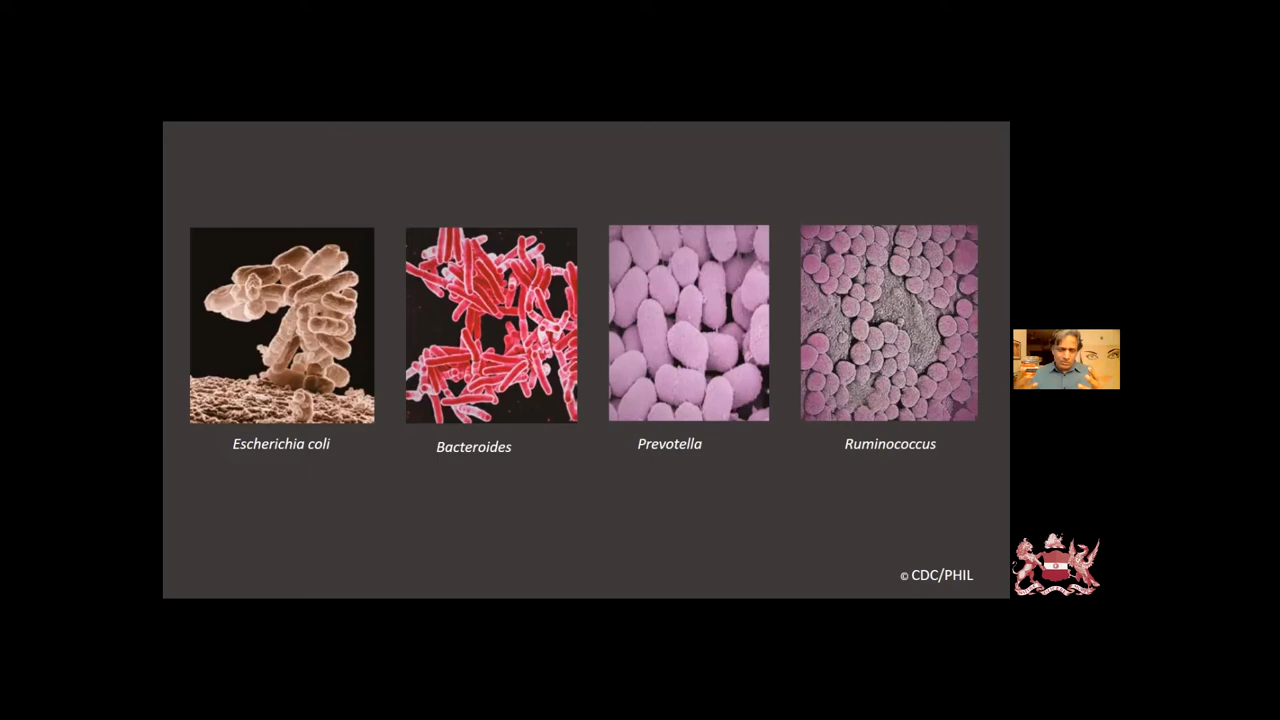 Escherichia coli
Bacteroides
Prevotella
Ruminococcus
© CDC/PHIL